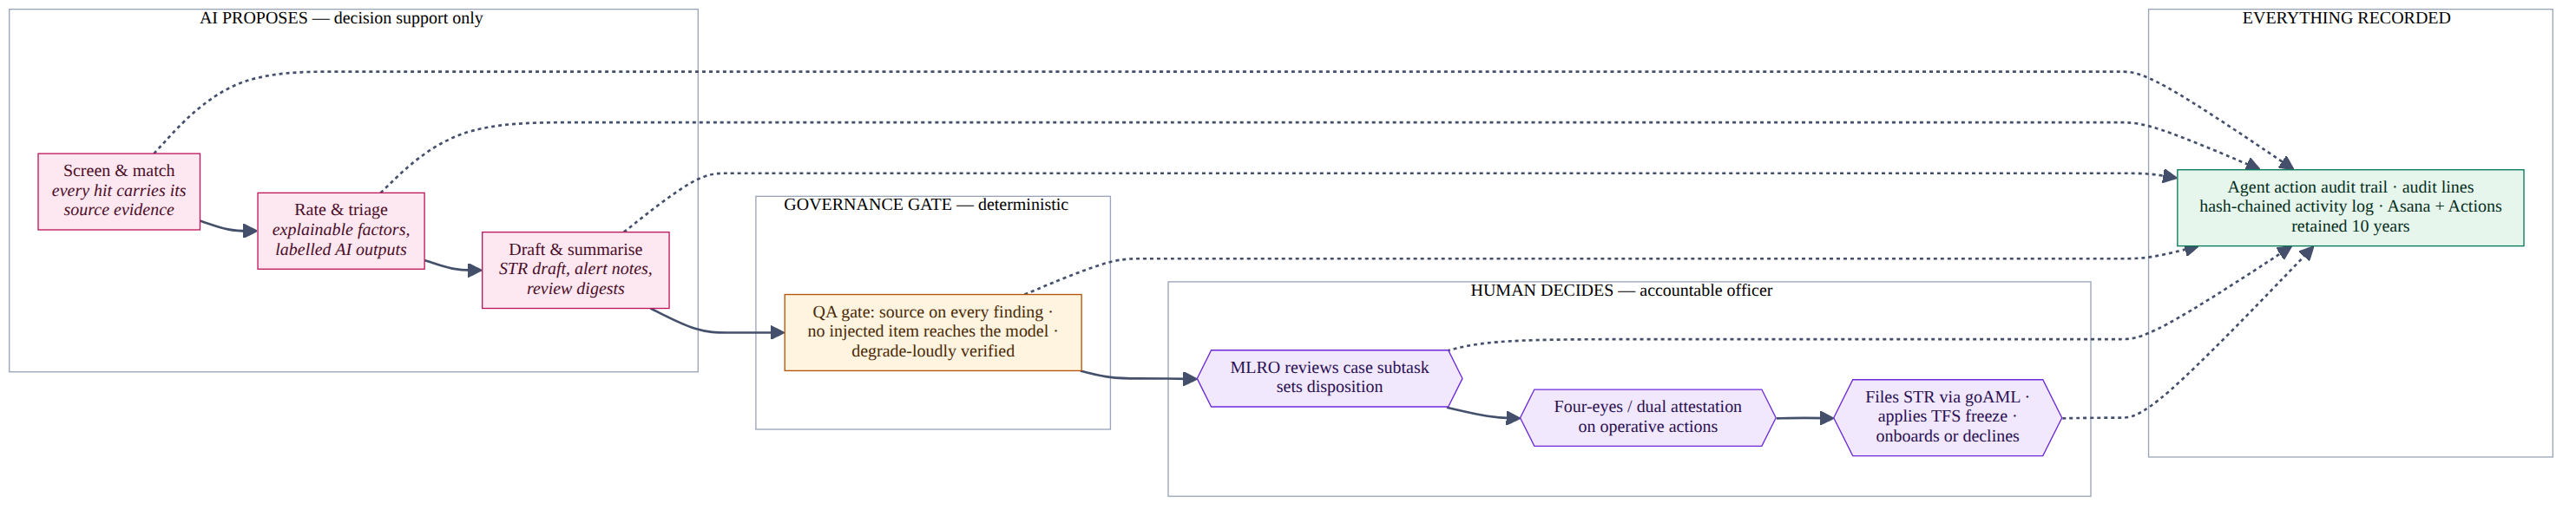 AI PROPOSES — decision support only
Screen & match
every hit carries its
source evidence
Rate & triage
explainable factors,
labelled AI outputs
Draft & summarise
STR draft, alert notes,
review digests
GOVERNANCE GATE — deterministic
QA gate: source on every finding ·
no injected item reaches the model ·
degrade-loudly verified
HUMAN DECIDES — accountable officer
MLRO reviews case subtask
sets disposition
Four-eyes / dual attestation
on operative actions
Files STR via goAML ·
applies TFS freeze ·
onboards or declines
EVERYTHING RECORDED
Agent action audit trail · audit lines
hash-chained activity log · Asana + Actions
retained 10 years